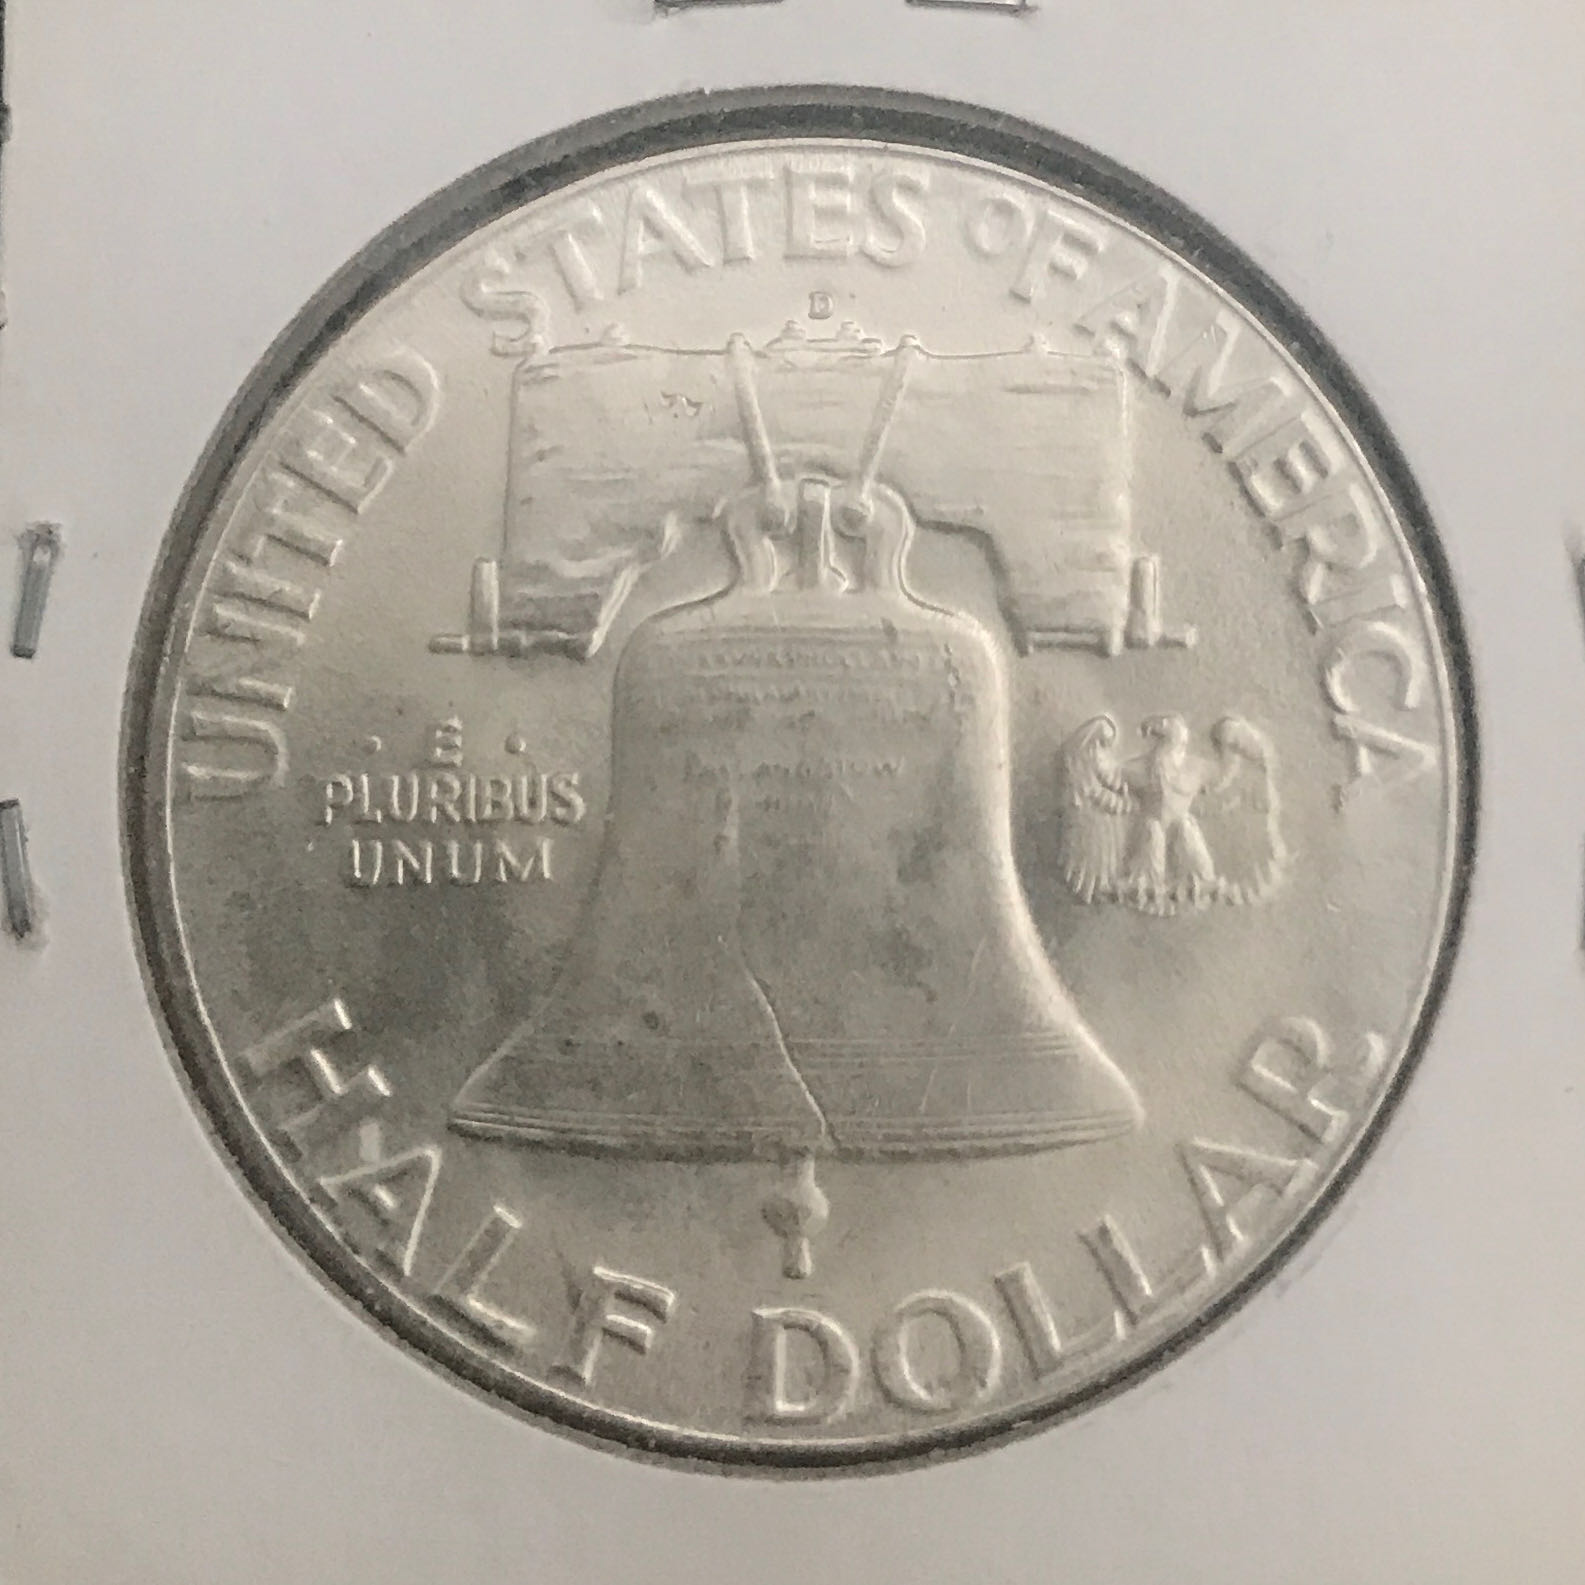 UNITED STATES OF AMERICA
D
· E ·
PLURIBUS
UNUM
HALF DOLLAR